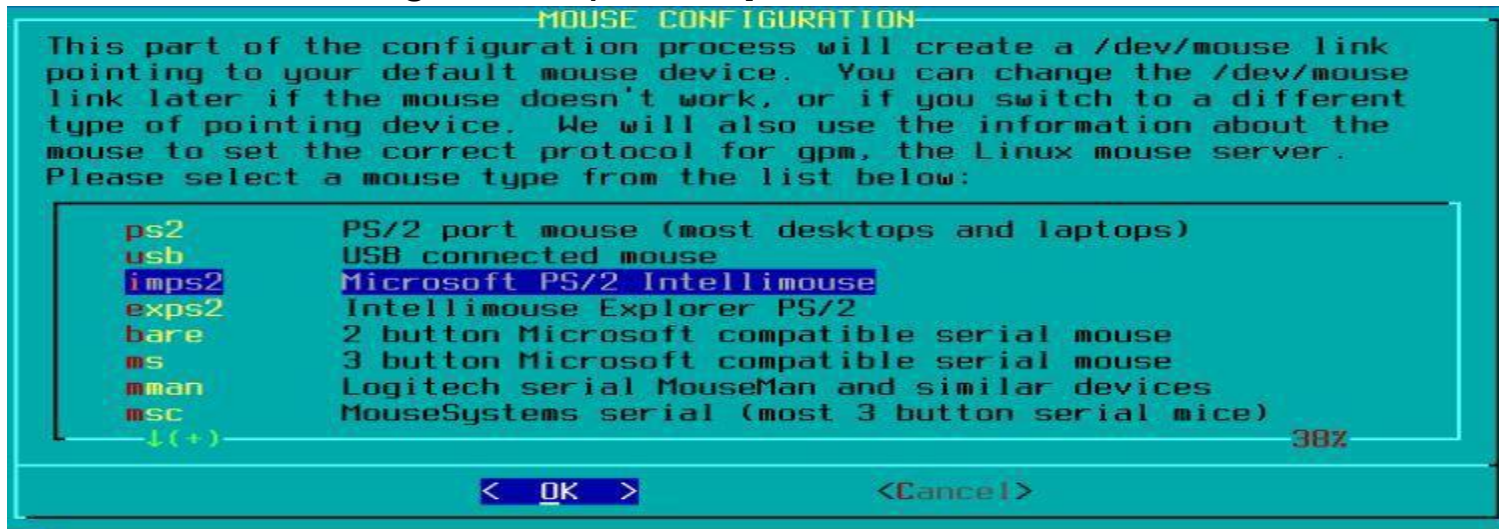 MOUSE CONFIGURATION
This part of the configuration process will create a /dev/mouse link
pointing to your default mouse device.  You can change the /dev/mouse
link later if the mouse doesn't work, or if you switch to a different
type of pointing device.  We will also use the information about the
mouse to set the correct protocol for gpm, the Linux mouse server.
Please select a mouse type from the list below:
ps2 PS/2 port mouse (most desktops and laptops)
usb USB connected mouse
imps2 Microsoft PS/2 Intellimouse
exps2 Intellimouse Explorer PS/2
bare 2 button Microsoft compatible serial mouse
ms 3 button Microsoft compatible serial mouse
mman Logitech serial MouseMan and similar devices
msc MouseSystems serial (most 3 button serial mice)
↓(+) 38%
< OK > <Cancel>